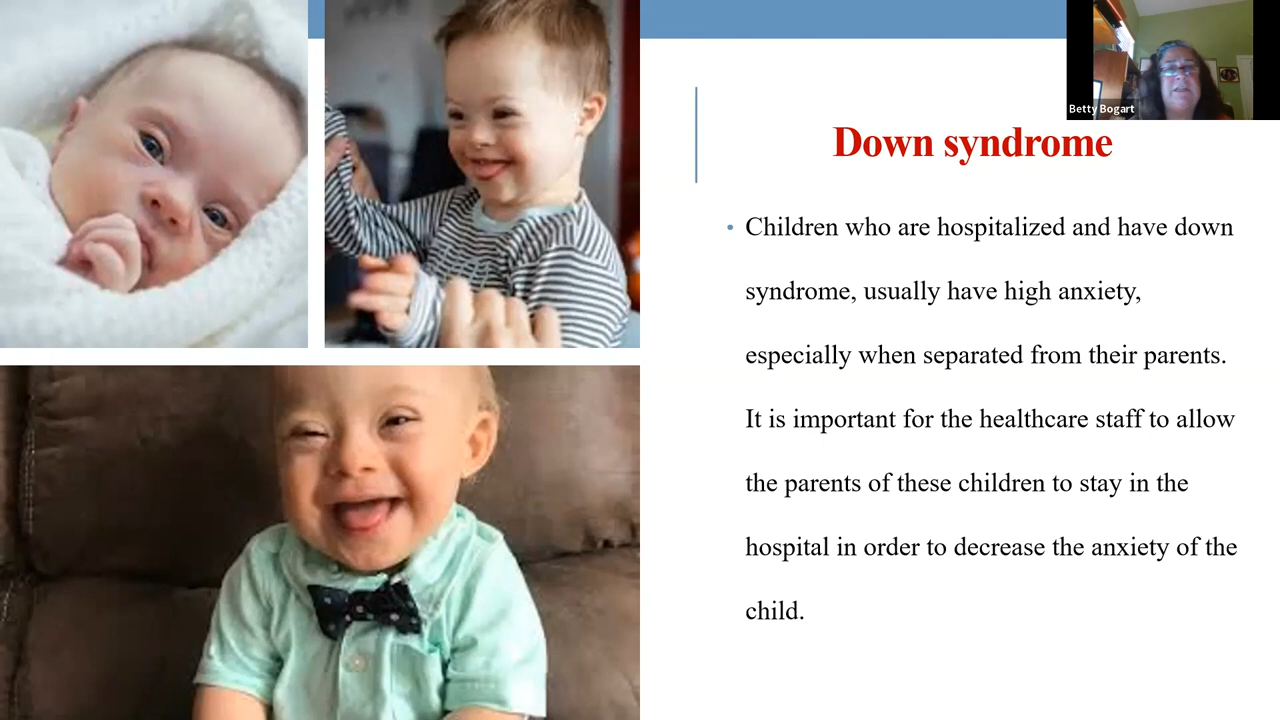 Betty Bogart
Down syndrome
• Children who are hospitalized and have down
syndrome, usually have high anxiety,
especially when separated from their parents.
It is important for the healthcare staff to allow
the parents of these children to stay in the
hospital in order to decrease the anxiety of the
child.